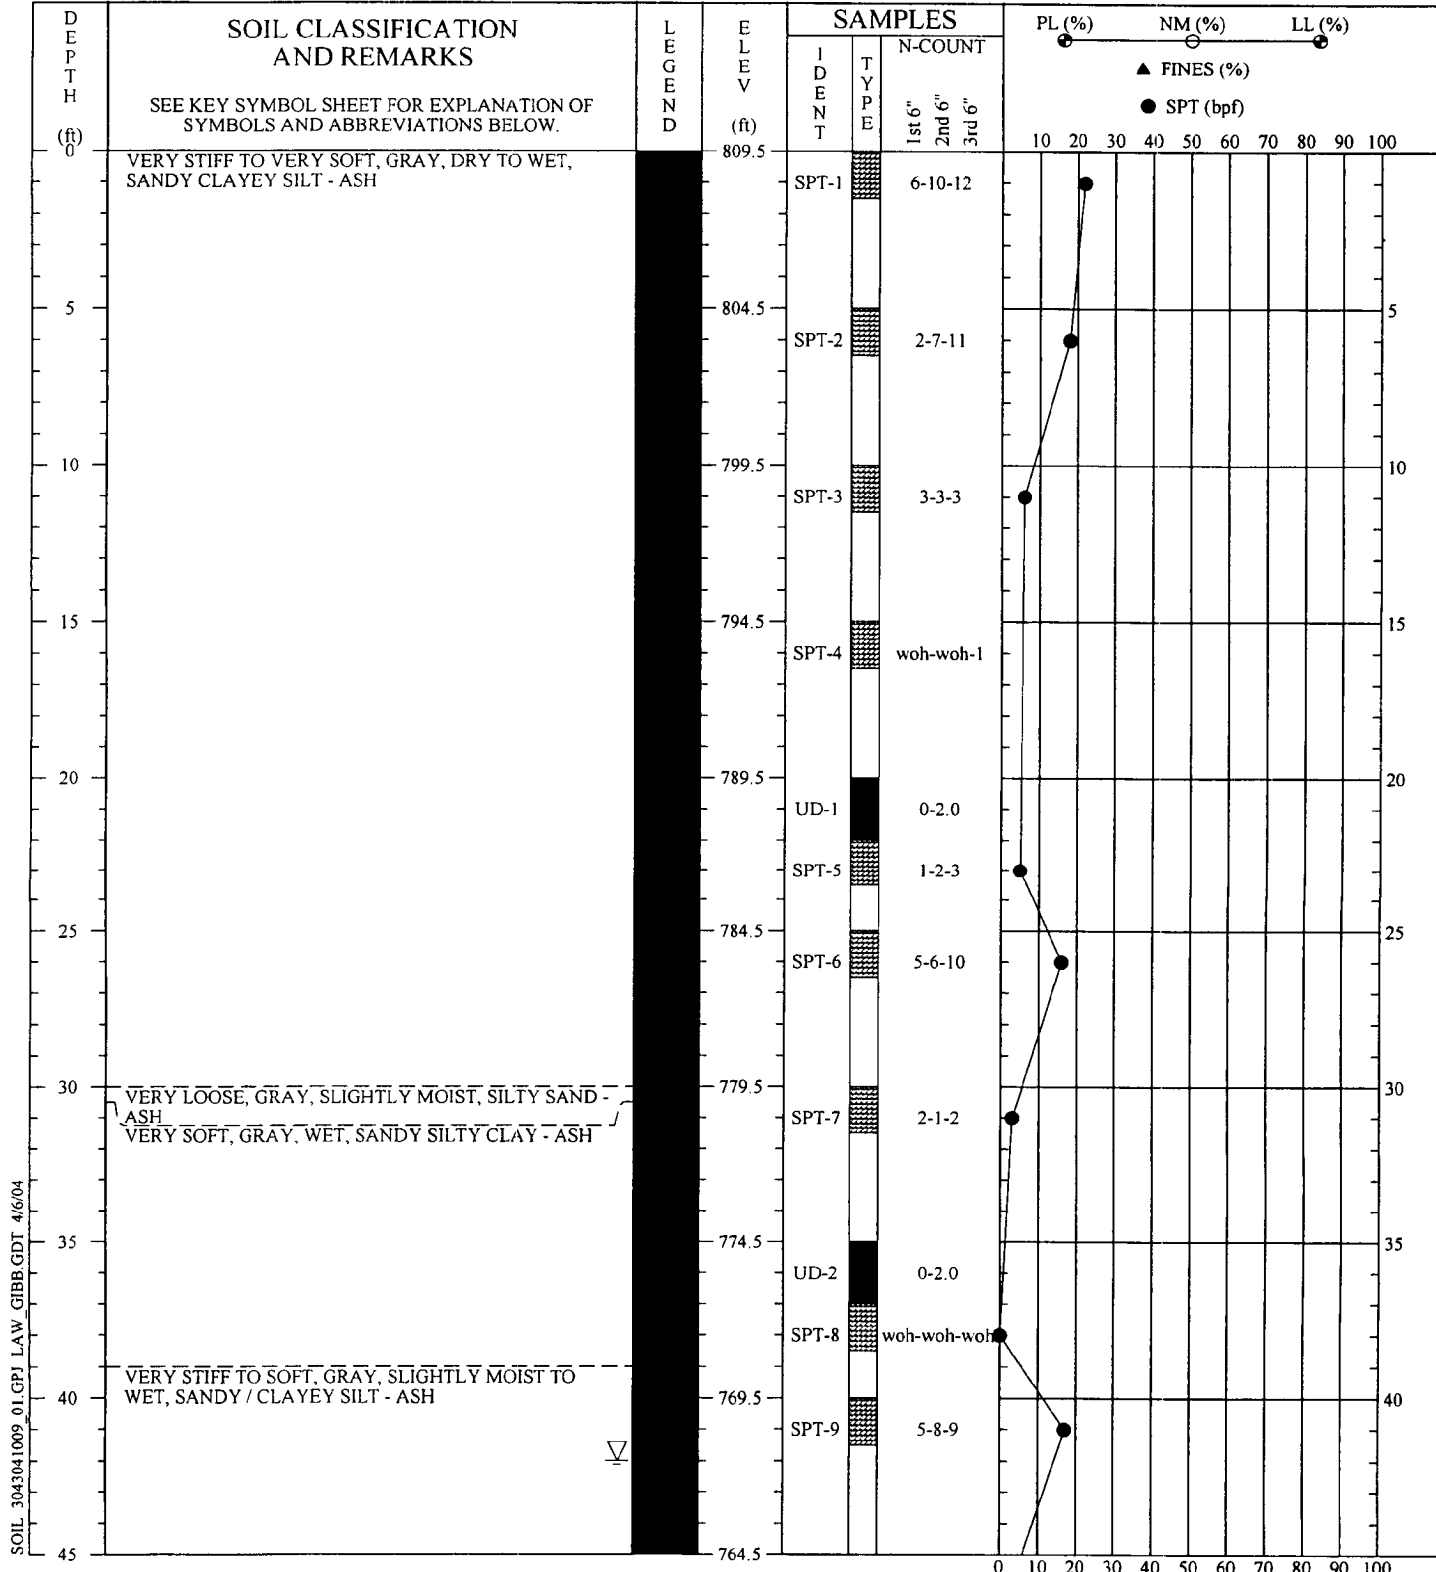 DEPTH (ft)
SOIL CLASSIFICATION
AND REMARKS
SEE KEY SYMBOL SHEET FOR EXPLANATION OF
SYMBOLS AND ABBREVIATIONS BELOW.
LEGEND
ELEV (ft)
SAMPLES
IDENT
TYPE
N-COUNT
1st 6"
2nd 6"
3rd 6"
PL (%) NM (%) LL (%)
▲ FINES (%)
● SPT (bpf)
10 20 30 40 50 60 70 80 90 100
0 809.5
VERY STIFF TO VERY SOFT, GRAY, DRY TO WET,
SANDY CLAYEY SILT - ASH
SPT-1 6-10-12
5 804.5 5
SPT-2 2-7-11
10 799.5 10
SPT-3 3-3-3
15 794.5 15
SPT-4 woh-woh-1
20 789.5 20
UD-1 0-2.0
SPT-5 1-2-3
25 784.5 25
SPT-6 5-6-10
30 779.5 30
VERY LOOSE, GRAY, SLIGHTLY MOIST, SILTY SAND -
ASH
SPT-7 2-1-2
VERY SOFT, GRAY, WET, SANDY SILTY CLAY - ASH
35 774.5 35
UD-2 0-2.0
SPT-8 woh-woh-woh
VERY STIFF TO SOFT, GRAY, SLIGHTLY MOIST TO
WET, SANDY / CLAYEY SILT - ASH
40 769.5 40
SPT-9 5-8-9
45 764.5
0 10 20 30 40 50 60 70 80 90 100
SOIL 3043041009_01.GPJ LAW_GIBB.GDT 4/6/04